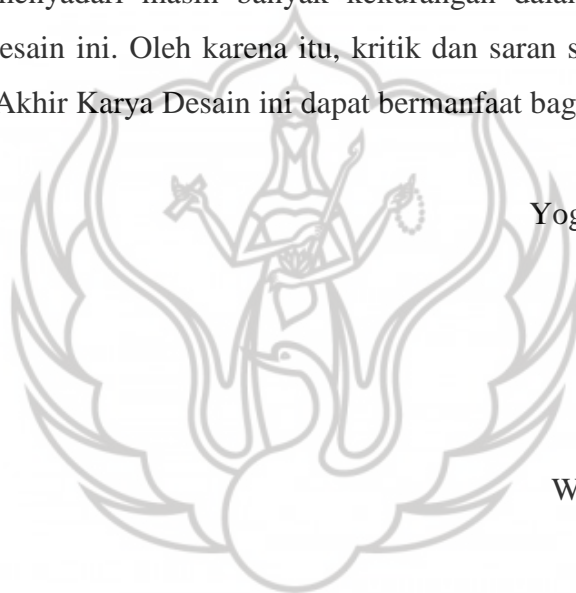 menyadari masih banyak kekurangan dalam
esain ini. Oleh karena itu, kritik dan saran s
Akhir Karya Desain ini dapat bermanfaat bag
Yog
W